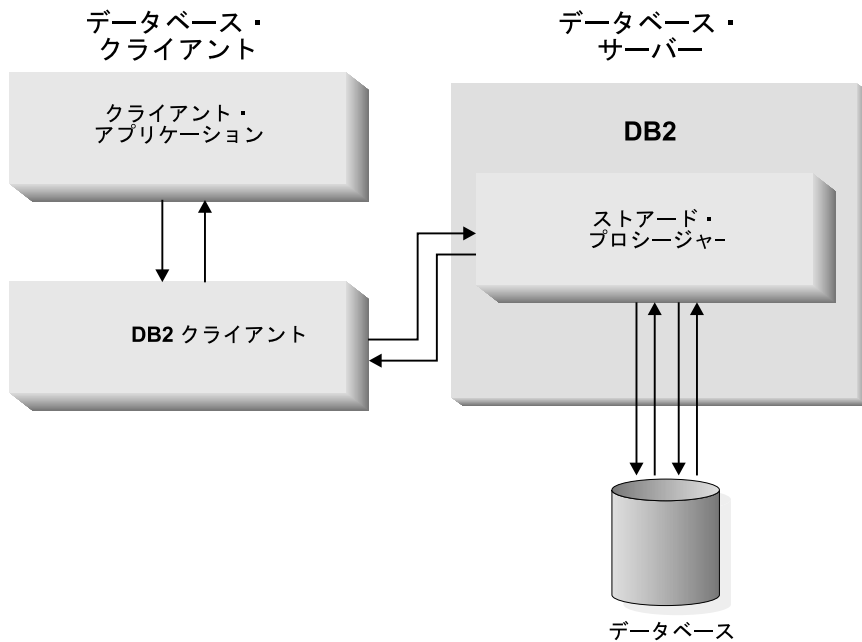 データベース・
クライアント
クライアント・
アプリケーション
DB2 クライアント
データベース・
サーバー
DB2
ストアード・
プロシージャー
データベース